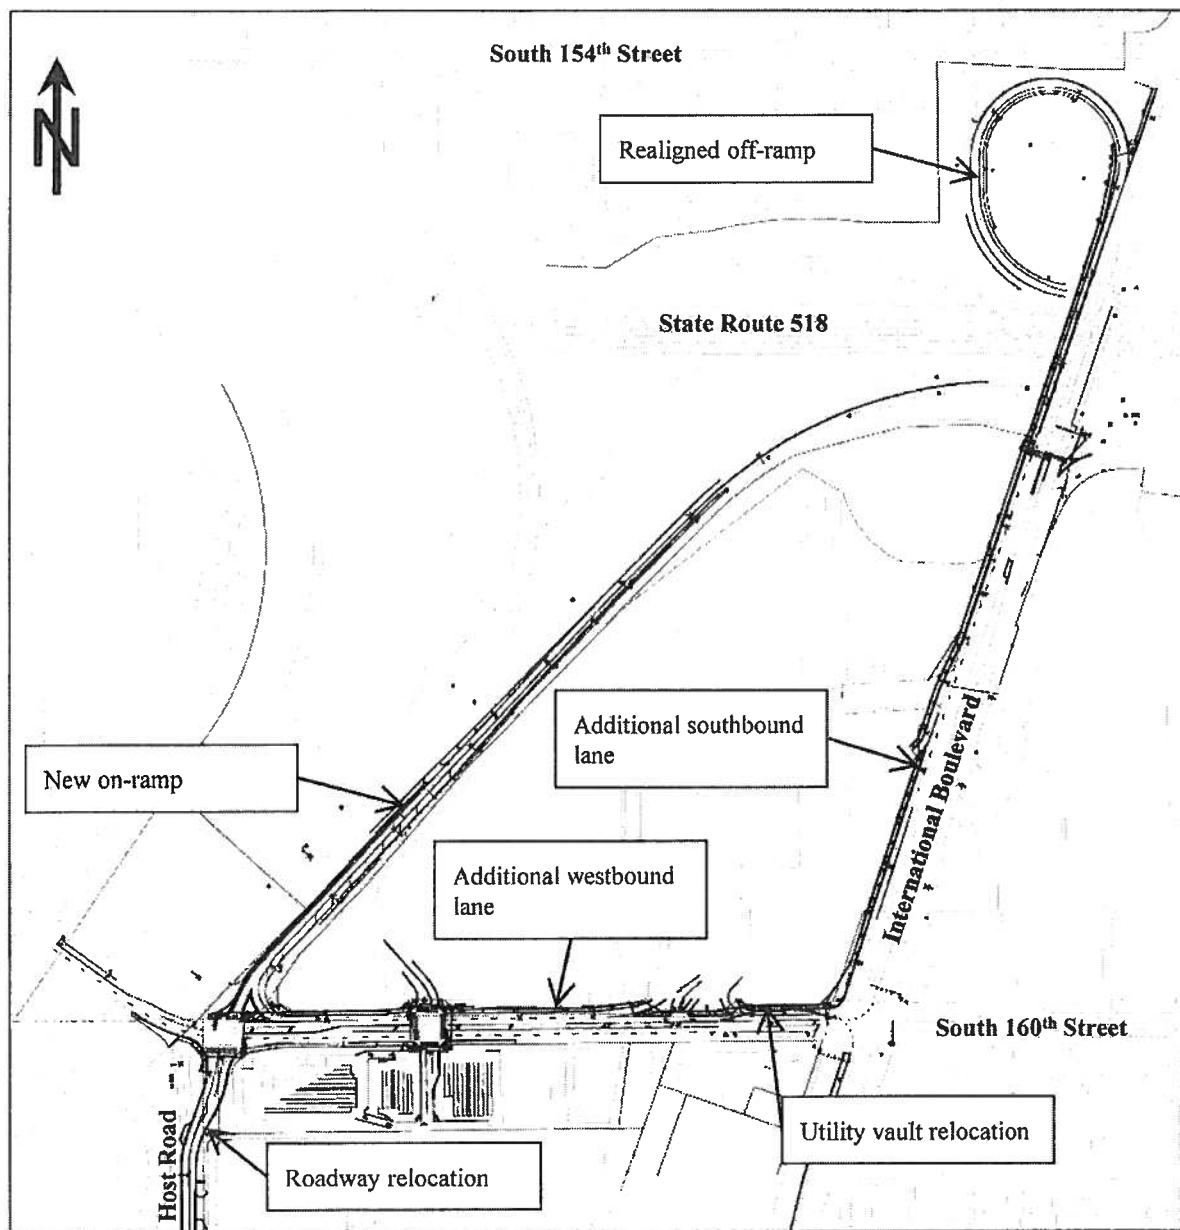 South 154th Street
N
Realigned off-ramp
State Route 518
Additional southbound
lane
New on-ramp
International Boulevard
Additional westbound
lane
South 160th Street
Utility vault relocation
Host Road
Roadway relocation